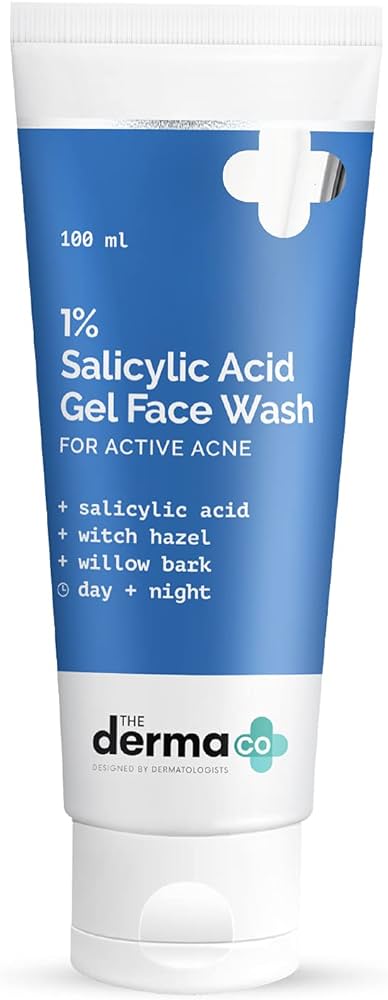 100 ml
1%
Salicylic Acid
Gel Face Wash
FOR ACTIVE ACNE
+ salicylic acid
+ witch hazel
+ willow bark
day + night
THE
derma co
DESIGNED BY DERMATOLOGISTS